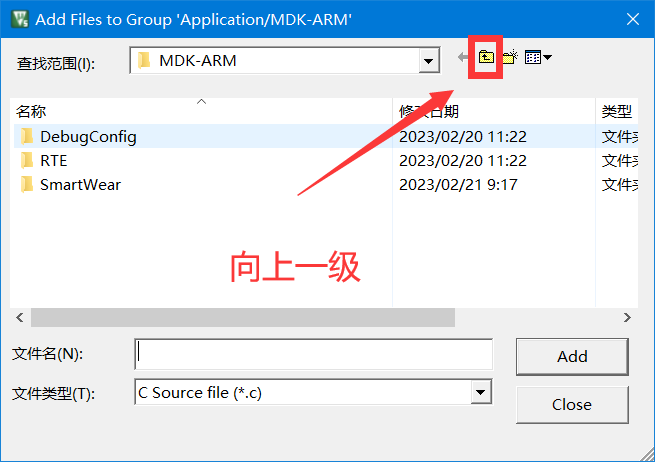 Add Files to Group 'Application/MDK-ARM'
查找范围(I): MDK-ARM
名称 修改日期 类型
DebugConfig 2023/02/20 11:22 文件夹
RTE 2023/02/20 11:22 文件夹
SmartWear 2023/02/21 9:17 文件夹
向上一级
文件名(N): Add
文件类型(T): C Source file (*.c)
Close